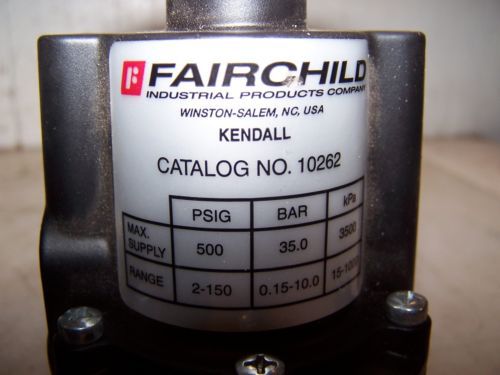 FAIRCHILD
INDUSTRIAL PRODUCTS COMPANY
WINSTON-SALEM, NC, USA
KENDALL
CATALOG NO. 10262
PSIG BAR kPa
MAX. SUPPLY 500 35.0 3500
RANGE 2-150 0.15-10.0